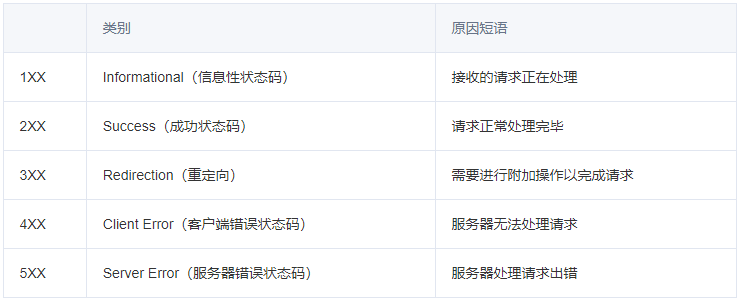 类别 原因短语
1XX Informational（信息性状态码） 接收的请求正在处理
2XX Success（成功状态码） 请求正常处理完毕
3XX Redirection（重定向） 需要进行附加操作以完成请求
4XX Client Error（客户端错误状态码） 服务器无法处理请求
5XX Server Error（服务器错误状态码） 服务器处理请求出错